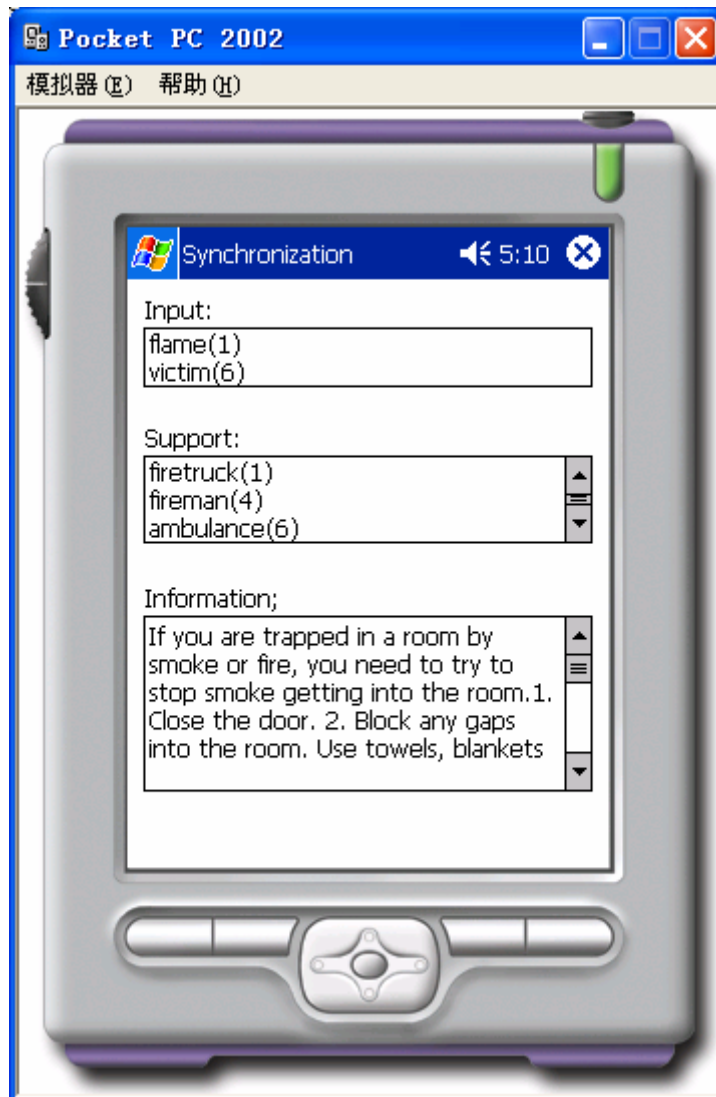 Pocket PC 2002
模拟器(E) 帮助(H)
Synchronization 5:10
Input:
flame(1)
victim(6)
Support:
firetruck(1)
fireman(4)
ambulance(6)
Information;
If you are trapped in a room by
smoke or fire, you need to try to
stop smoke getting into the room.1.
Close the door. 2. Block any gaps
into the room. Use towels, blankets